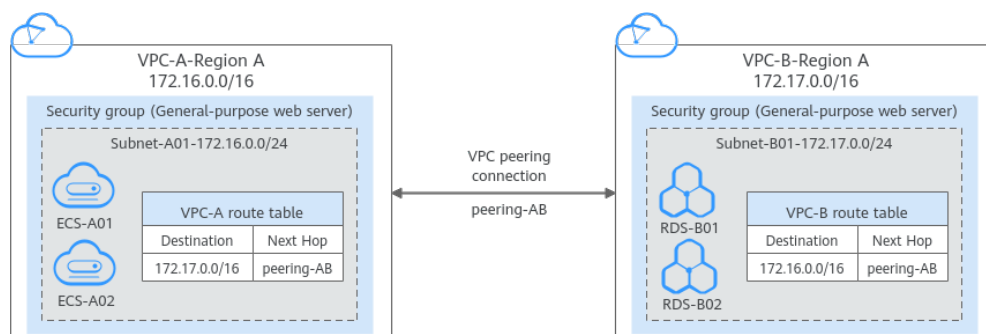 VPC-A-Region A
172.16.0.0/16
Security group (General-purpose web server)
Subnet-A01-172.16.0.0/24
ECS-A01
ECS-A02
VPC-A route table
Destination Next Hop
172.17.0.0/16 peering-AB
VPC peering
connection
peering-AB
VPC-B-Region A
172.17.0.0/16
Security group (General-purpose web server)
Subnet-B01-172.17.0.0/24
RDS-B01
RDS-B02
VPC-B route table
Destination Next Hop
172.16.0.0/16 peering-AB